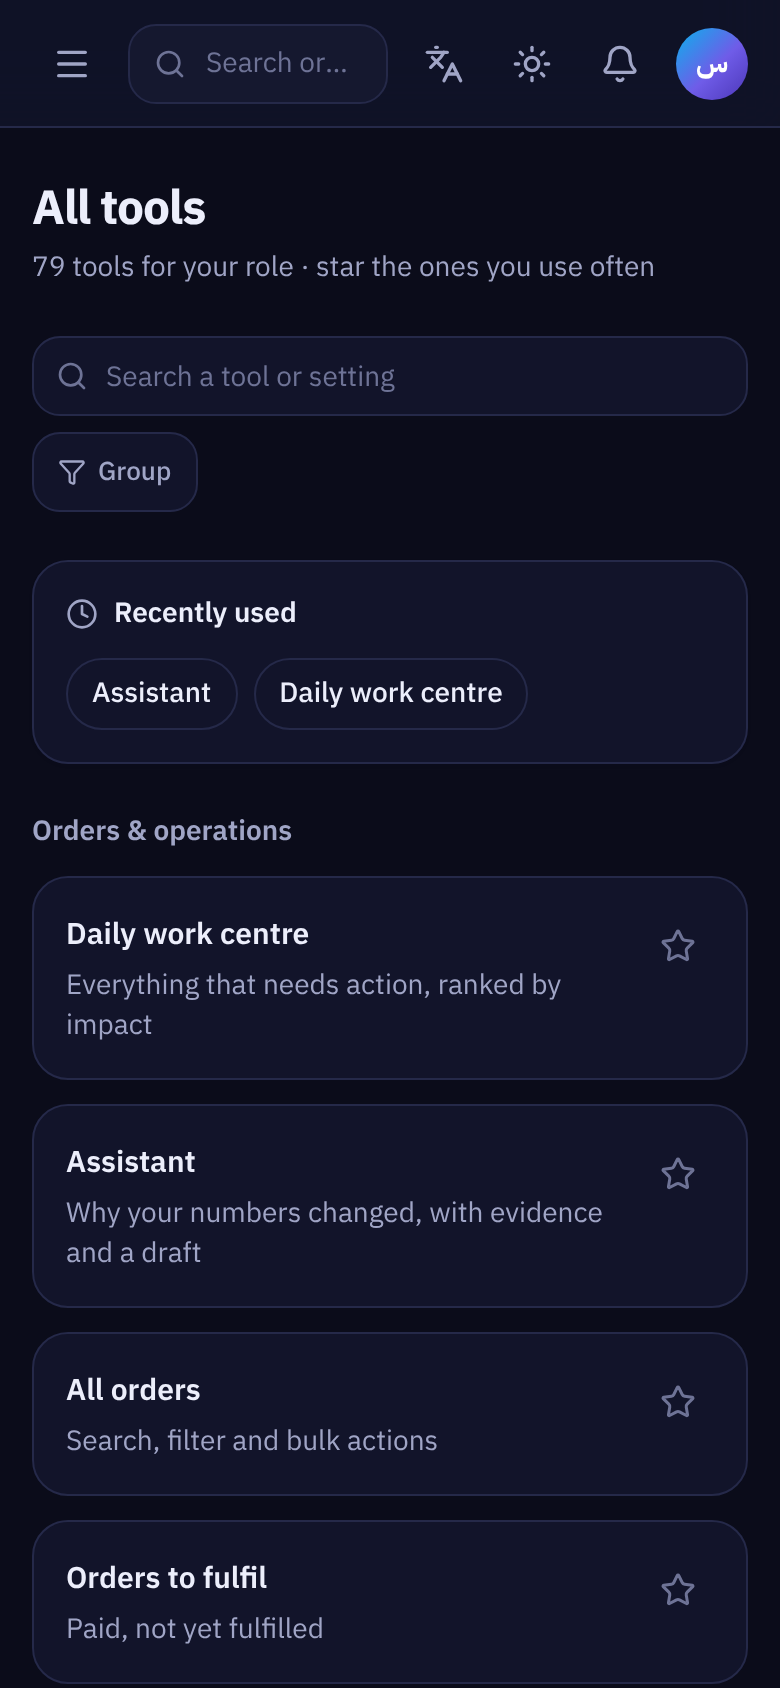 Search or...
س
All tools
79 tools for your role · star the ones you use often
Search a tool or setting
Group
Recently used
Assistant
Daily work centre
Orders & operations
Daily work centre
Everything that needs action, ranked by
impact
Assistant
Why your numbers changed, with evidence
and a draft
All orders
Search, filter and bulk actions
Orders to fulfil
Paid, not yet fulfilled